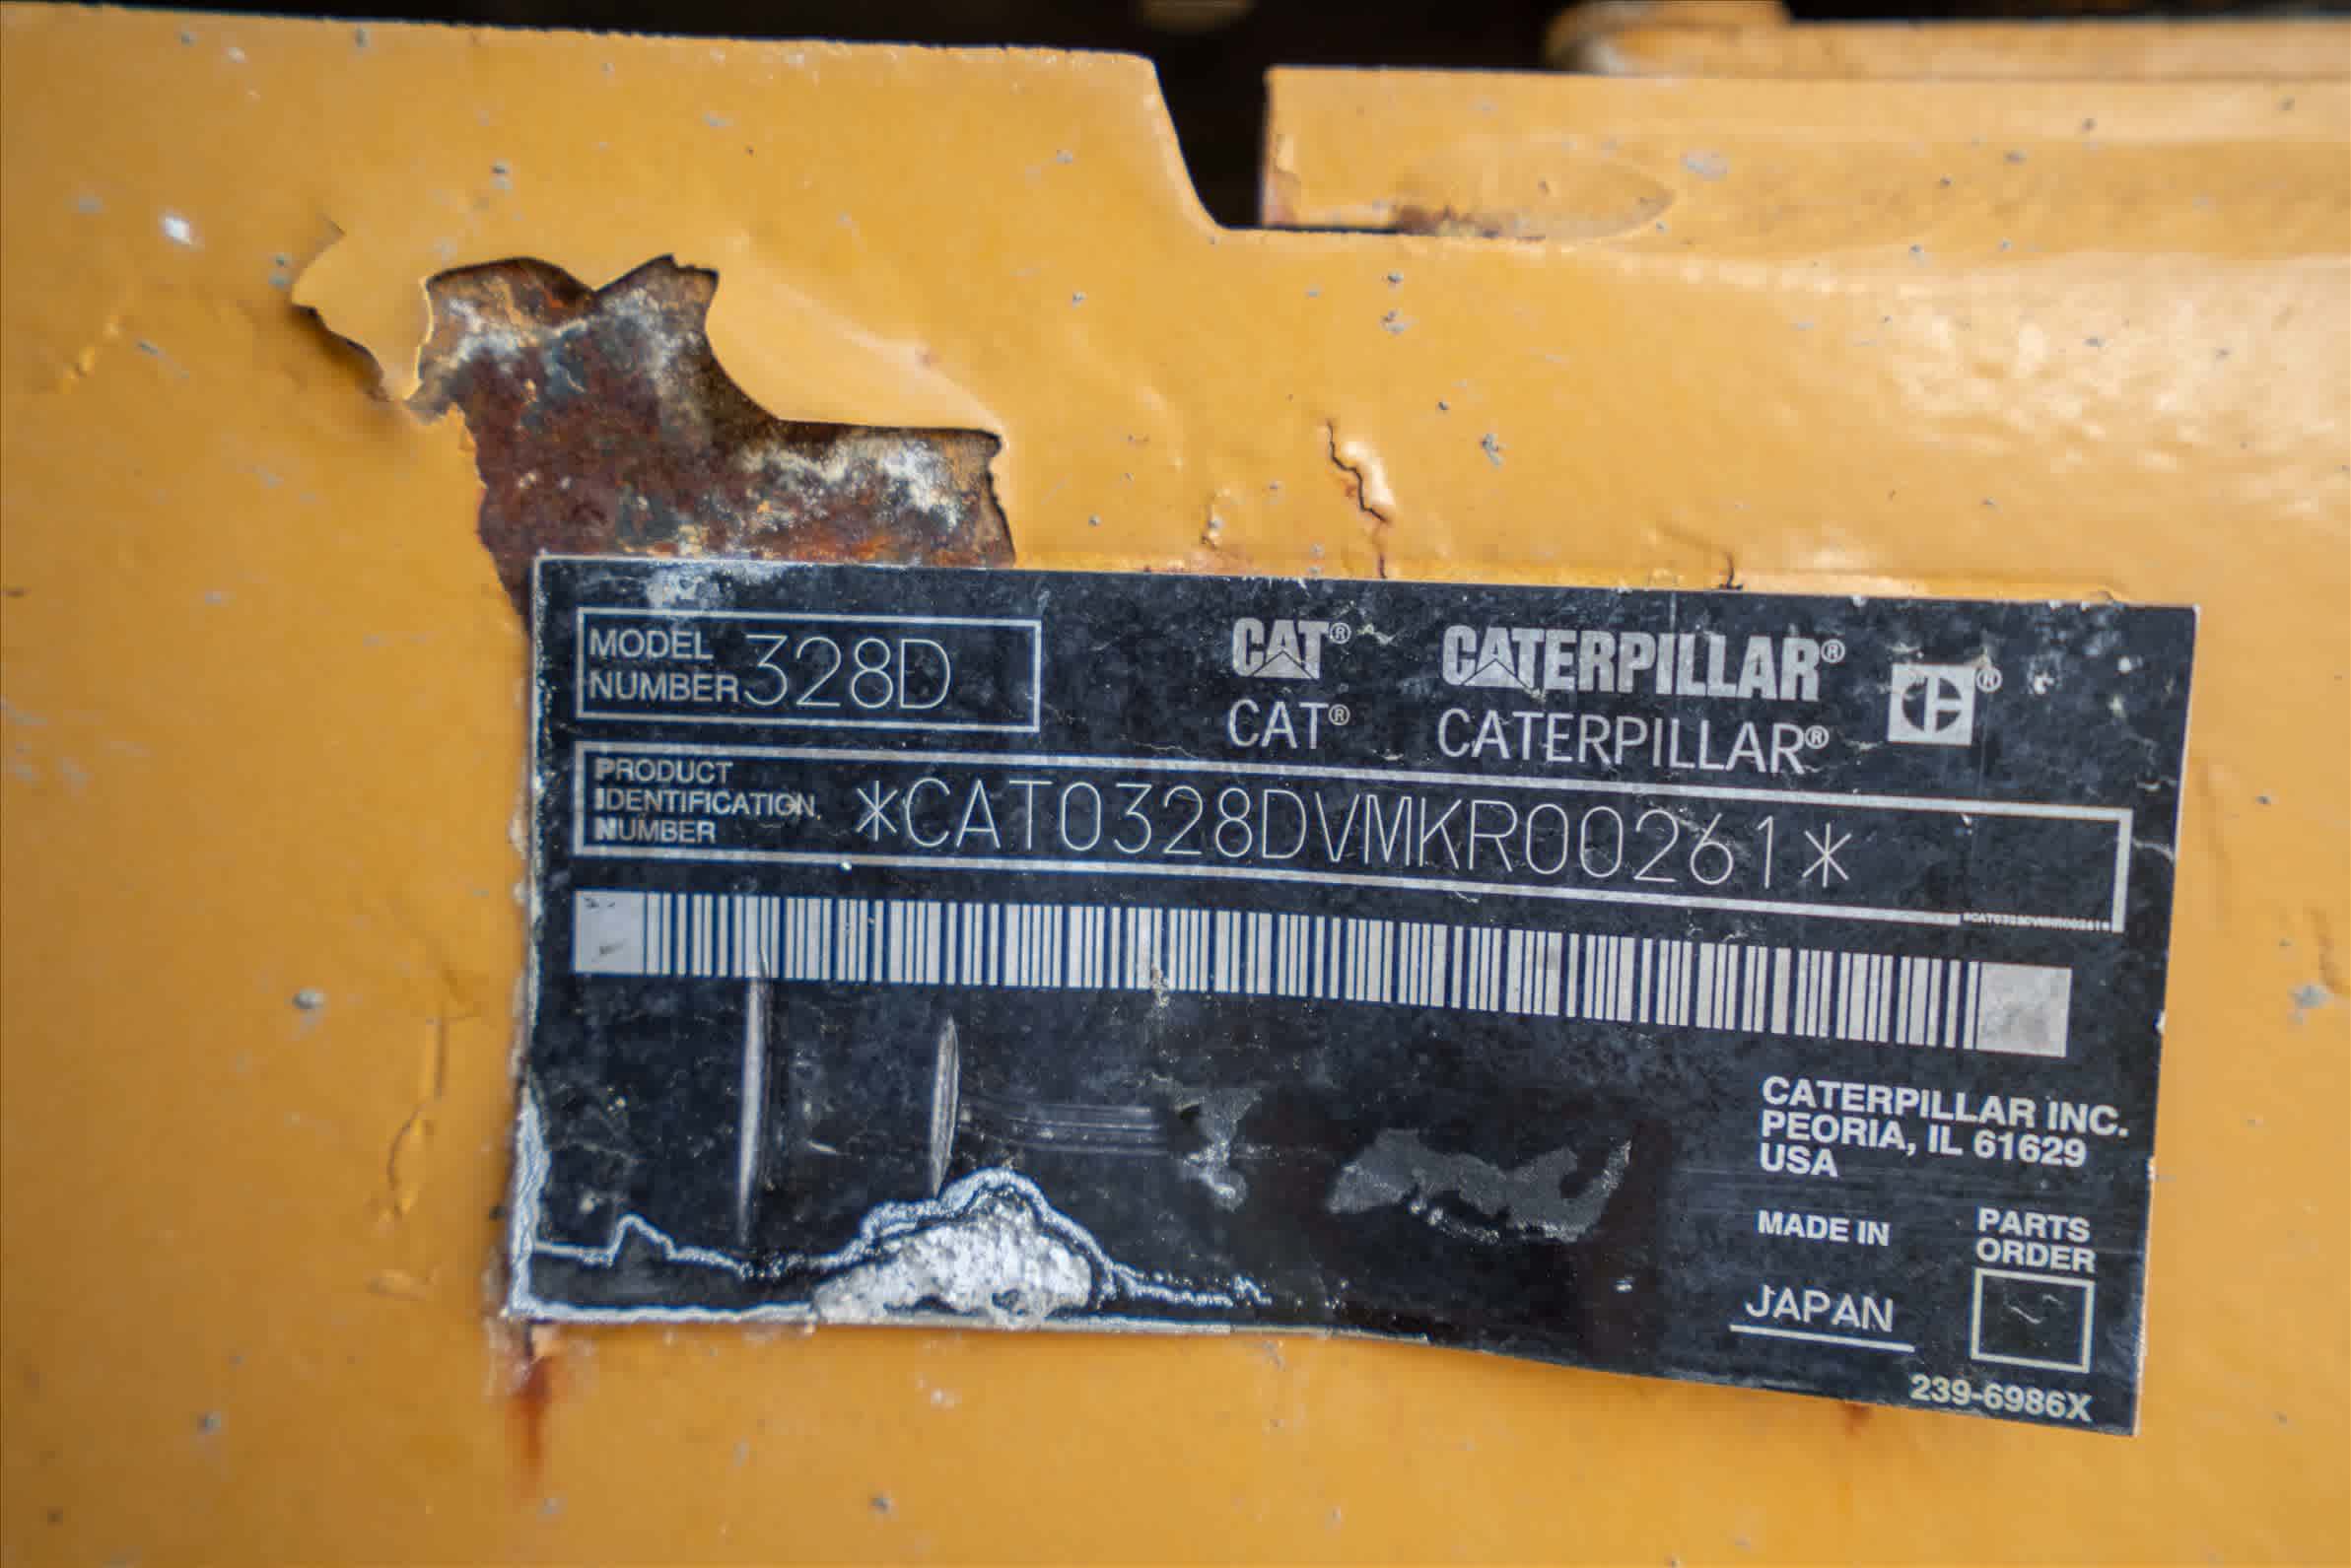 MODEL
NUMBER 328D
CAT® CATERPILLAR® ®
CAT® CATERPILLAR®
PRODUCT
IDENTIFICATION
NUMBER
*CAT0328DVMKR00261*
CATERPILLAR INC.
PEORIA, IL 61629
USA
MADE IN
JAPAN
PARTS
ORDER
239-6986X